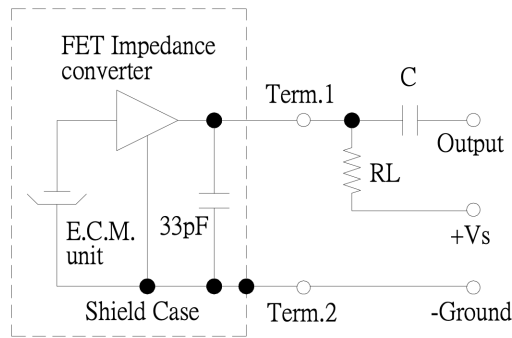 FET Impedance
converter
Term.1
C
Output
RL
+Vs
E.C.M.
unit
33pF
Shield Case
Term.2
-Ground